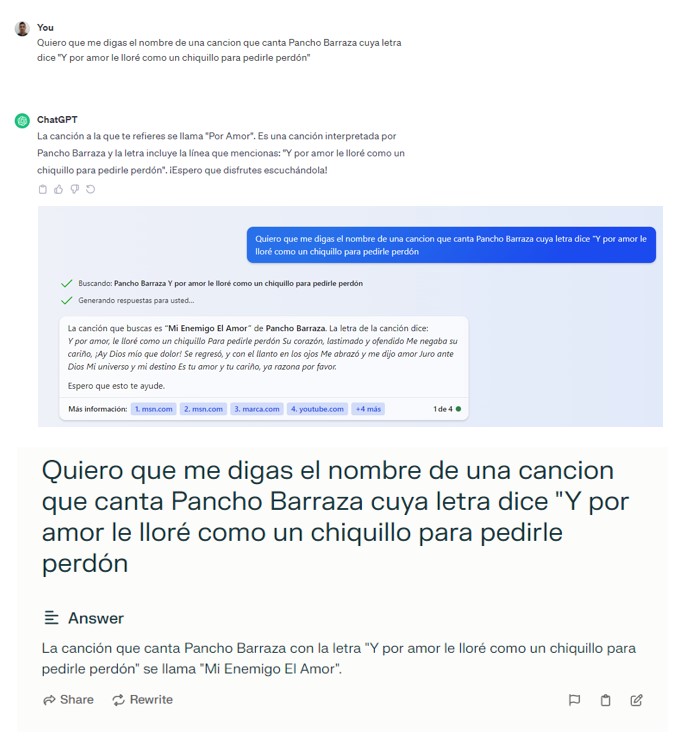 You
Quiero que me digas el nombre de una cancion que canta Pancho Barraza cuya letra
dice "Y por amor le lloré como un chiquillo para pedirle perdón"
ChatGPT
La canción a la que te refieres se llama "Por Amor". Es una canción interpretada por
Pancho Barraza y la letra incluye la línea que mencionas: "Y por amor le lloré como un
chiquillo para pedirle perdón". ¡Espero que disfrutes escuchándola!
Quiero que me digas el nombre de una cancion que canta Pancho Barraza cuya letra dice "Y por amor le
lloré como un chiquillo para pedirle perdón
Buscando: Pancho Barraza Y por amor le lloré como un chiquillo para pedirle perdón
Generando respuestas para usted...
La canción que buscas es "Mi Enemigo El Amor" de Pancho Barraza. La letra de la canción dice:
Y por amor, le lloré como un chiquillo Para pedirle perdón Su corazón, lastimado y ofendido Me negaba su
cariño, ¡Ay Dios mio que dolor! Se regresó, y con el llanto en los ojos Me abrazó y me dijo amor Juro ante
Dios Mi universo y mi destino Es tu amor y tu cariño, ya razona por favor.
Espero que esto te ayude.
Más información: 1. msn.com 2. msn.com 3. marca.com 4. youtube.com +4 más 1 de 4
Quiero que me digas el nombre de una cancion
que canta Pancho Barraza cuya letra dice "Y por
amor le lloré como un chiquillo para pedirle
perdón
Answer
La canción que canta Pancho Barraza con la letra "Y por amor le lloré como un chiquillo para
pedirle perdón" se llama "Mi Enemigo El Amor".
Share Rewrite